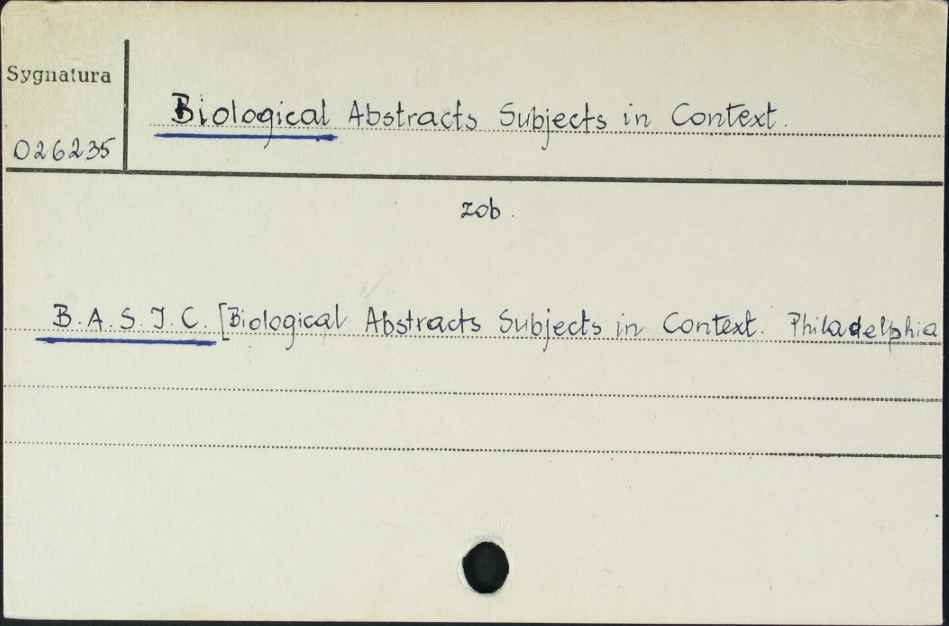 Sygnatura
Biological Abstracts Subjects in Context.
026235
zob.
B.A.S.I.C. [Biological Abstracts Subjects in Context. Philadelphia